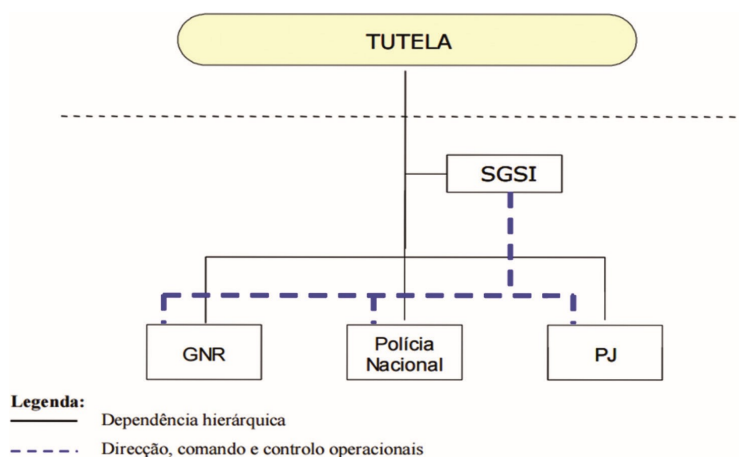 TUTELA
SGSI
GNR
Polícia
Nacional
PJ
Legenda:
Dependência hierárquica
Direcção, comando e controlo operacionais